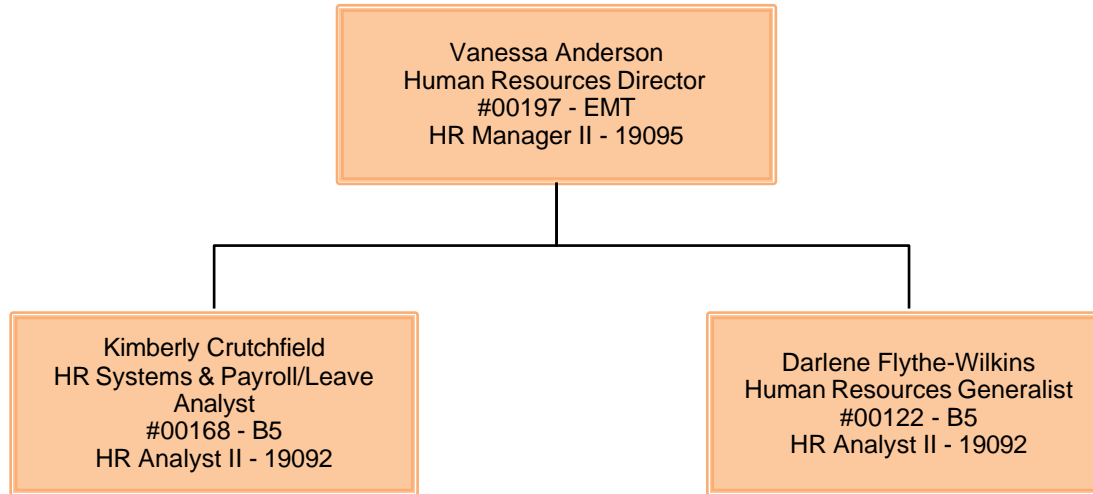 Vanessa Anderson
Human Resources Director
#00197 - EMT
HR Manager II - 19095
Kimberly Crutchfield
HR Systems & Payroll/Leave
Analyst
#00168 - B5
HR Analyst II - 19092
Darlene Flythe-Wilkins
Human Resources Generalist
#00122 - B5
HR Analyst II - 19092